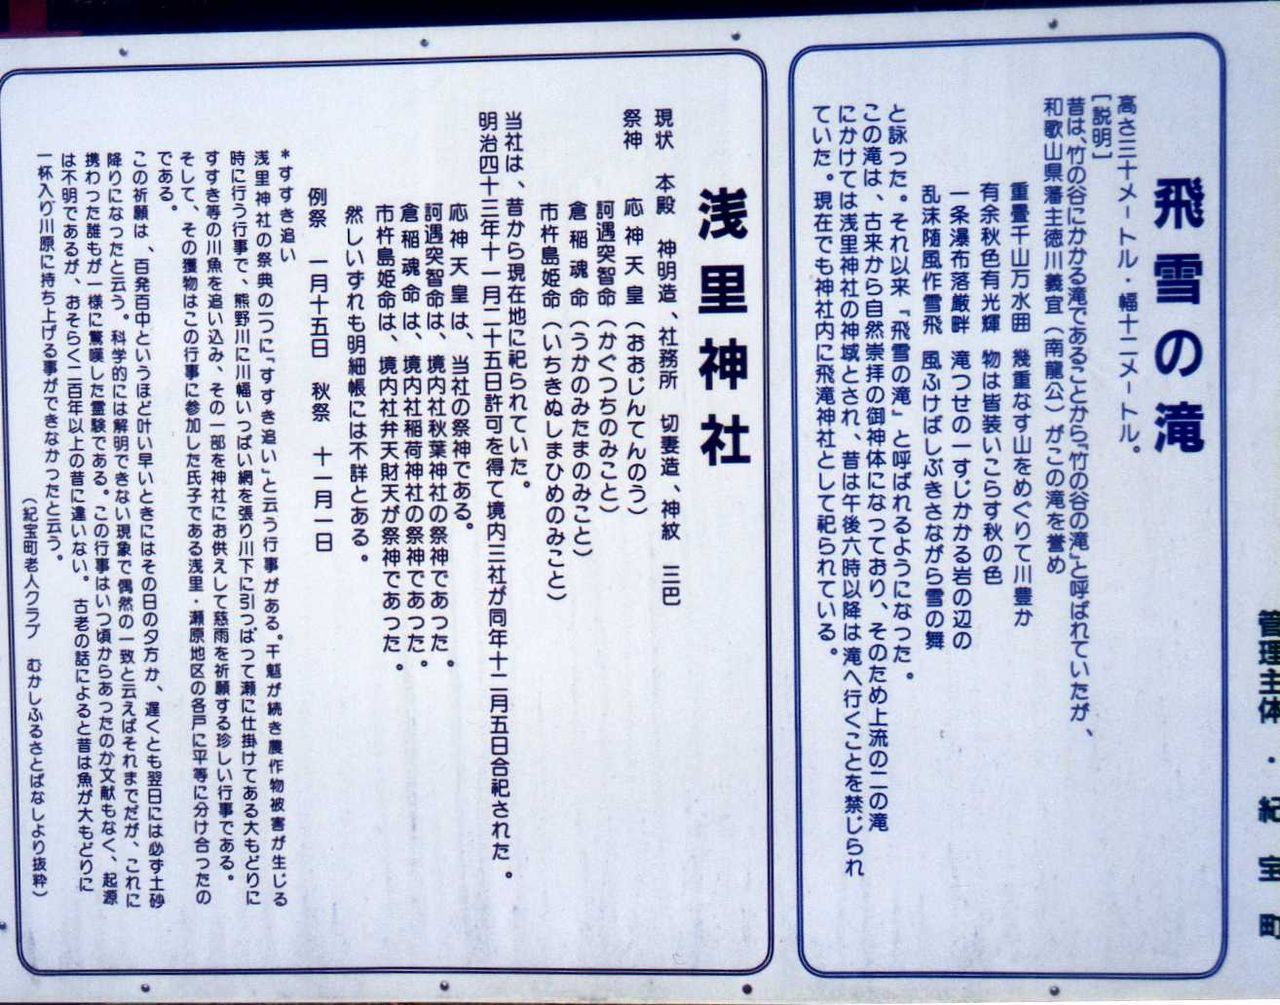 管理主体・紀宝町
飛雪の滝
高さ三十メートル・幅十二メートル。
[説明]
昔は、竹の谷にかかる滝であることから『竹の谷の滝』と呼ばれていたが、
和歌山県藩主徳川義宜（南龍公）がこの滝を誉め
重畳千山万水囲　幾重なす山をめぐりて川豊か
有余秋色有光輝　物は皆装いこらす秋の色
一条瀑布落厳畔　滝つせの一すじかかる岩の辺の
乱沫随風作雪飛　風ふけばしぶきさながら雪の舞
と詠った。それ以来『飛雪の滝』と呼ばれるようになった。
この滝は、古来から自然崇拝の御神体になっており、そのため上流の二の滝
にかけては浅里神社の神域とされ、昔は午後六時以降は滝へ行くことを禁じられ
ていた。現在でも神社内に飛滝神社として祀られている。
浅里神社
現状　本殿　神明造、社務所　切妻造、神紋　三巴
祭神　応神天皇（おおじんてんのう）
訶遇突智命（かぐつちのみこと）
倉稲魂命（うかのみたまのみこと）
市杵島姫命（いちきぬしまひめのみこと）
当社は、昔から現在地に祀られていた。
明治四十三年十一月二十五日許可を得て境内三社が同年十二月五日合祀された。
応神天皇は、当社の祭神である。
訶遇突智命は、境内社秋葉神社の祭神であった。
倉稲魂命は、境内社稲荷神社の祭神であった。
市杵島姫命は、境内社弁天財天が祭神であった。
然しいずれも明細帳には不詳とある。
例祭　一月十五日　秋祭　十一月一日
＊すすき追い
浅里神社の祭典の一つに『すすき追い』と云う行事がある。干魃が続き農作物被害が生じる
時に行う行事で、熊野川に川幅いっぱい網を張り川下に引っぱって瀬に仕掛けてある大もどりに
すすき等の川魚を追い込み、その一部を神社にお供えして慈雨を祈願する珍しい行事である。
そして、その獲物はこの行事に参加した氏子である浅里・瀬原地区の各戸に平等に分け合ったの
である。
この祈願は、百発百中というほど叶い早いときにはその日の夕方か、遅くとも翌日には必ず土砂
降りになったと云う。科学的には解明できない現象で偶然の一致と云えばそれまでだが、これに
携わった誰もが一様に驚嘆した霊験である。この行事はいつ頃からあったのか文献もなく、起源
は不明であるが、おそらく二百年以上の昔に違いない。古老の話によると昔は魚が大もどりに
一杯入り川原に持ち上げる事ができなかったと云う。
（紀宝町老人クラブ　むかしふるさとばなしより抜粋）